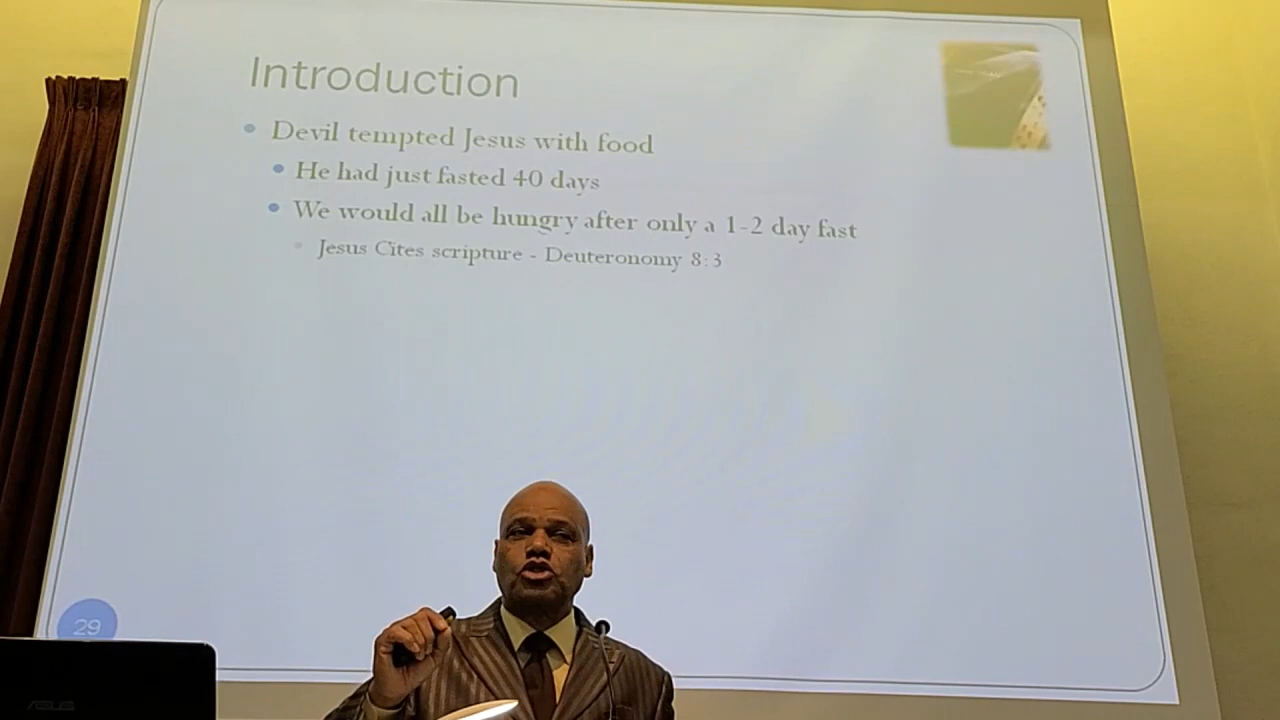 Introduction
Devil tempted Jesus with food
He had just fasted 40 days
We would all be hungry after only a 1-2 day fast
Jesus Cites scripture - Deuteronomy 8:3
29
ASUS